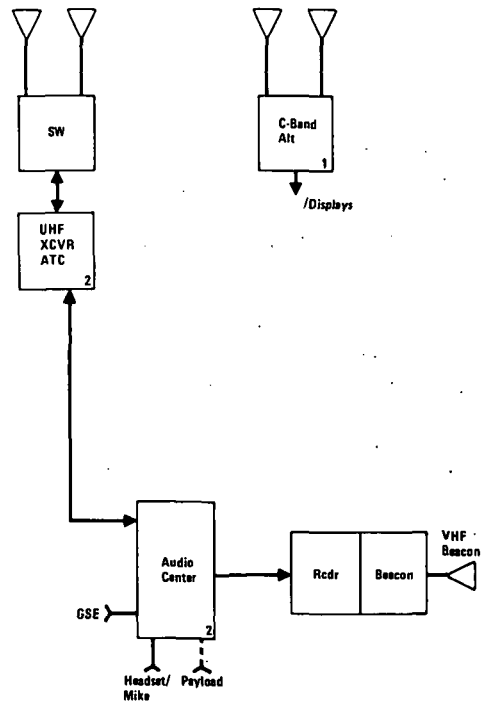 SW
C-Band
Alt
1
/Displays
UHF
XCVR
ATC
2
Audio
Center
2
GSE
Headset/
Mike
Payload
Rcdr
Beacon
VHF
Beacon